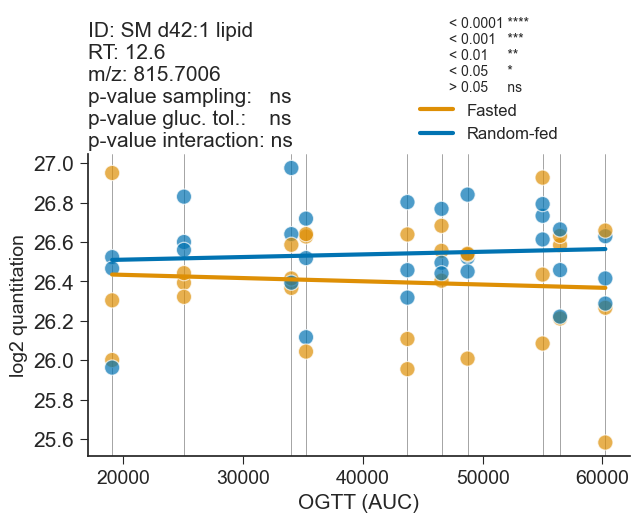 ID: SM d42:1 lipid
RT: 12.6
m/z: 815.7006
p-value sampling: ns
p-value gluc. tol.: ns
p-value interaction: ns
< 0.0001 ****
< 0.001 ***
< 0.01 **
< 0.05 *
> 0.05 ns
Fasted
Random-fed
27.0
26.8
26.6
26.4
26.2
26.0
25.8
25.6
log2 quantitation
20000 30000 40000 50000 60000
OGTT (AUC)